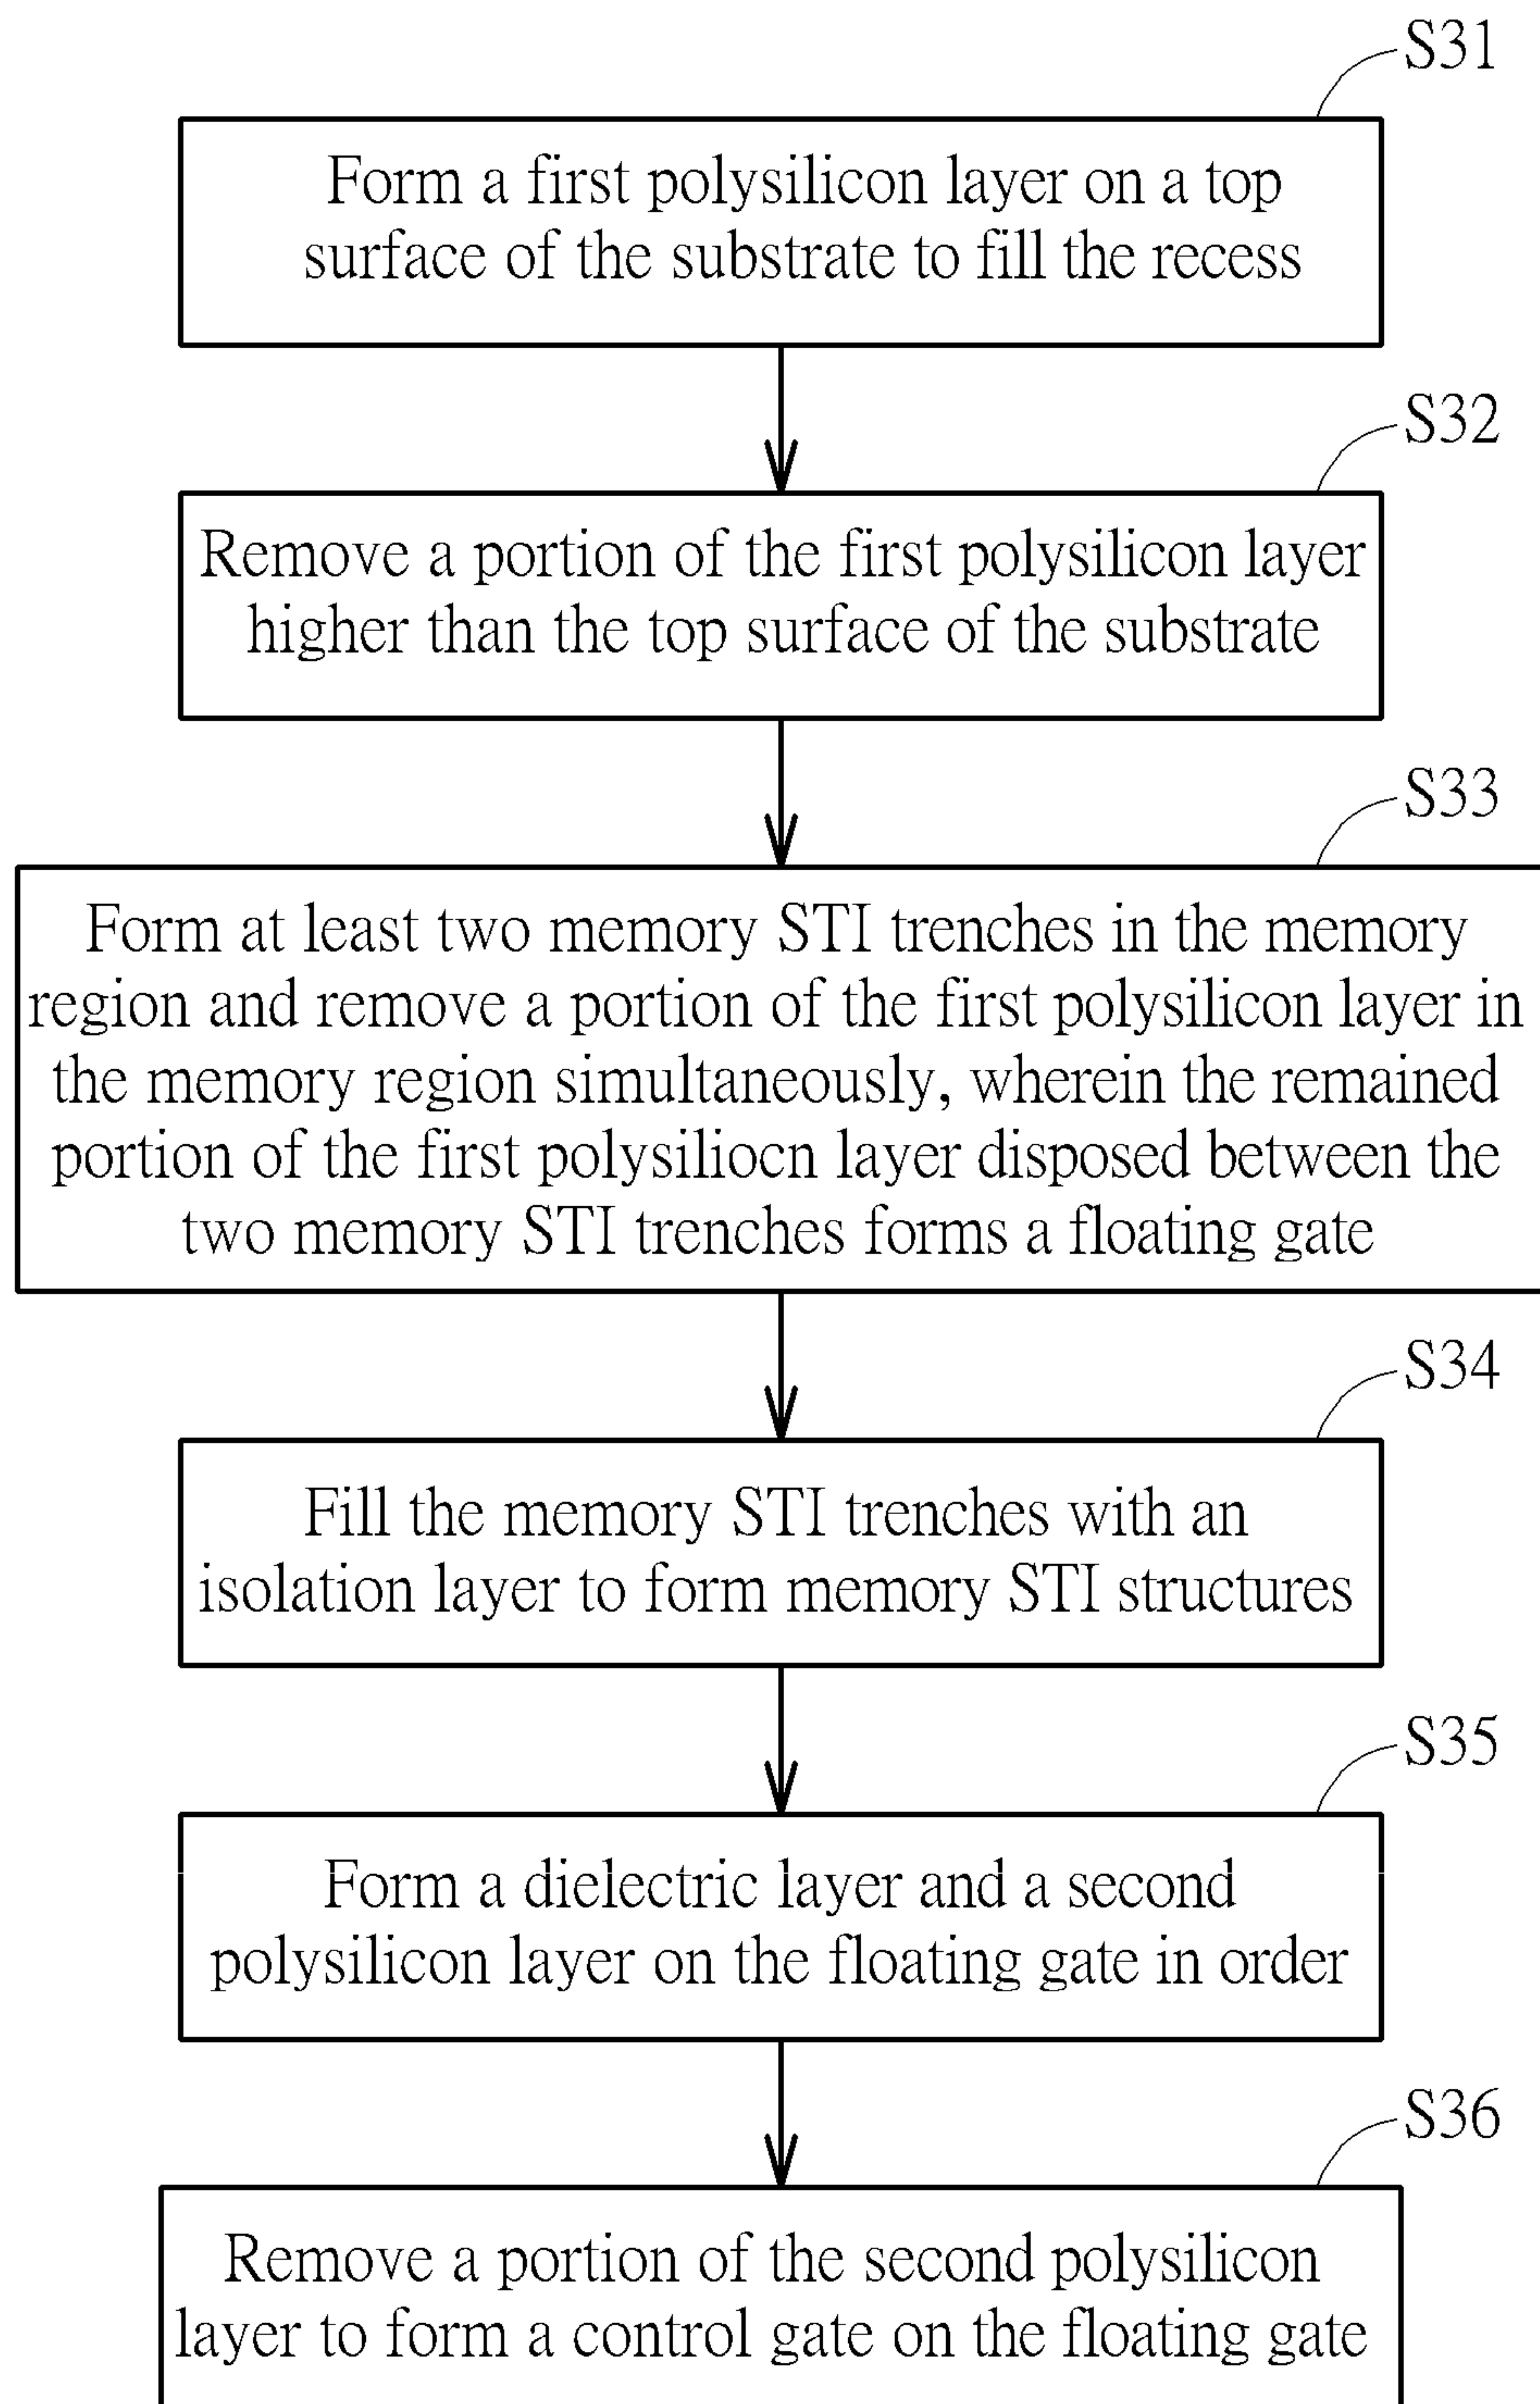 S31
Form a first polysilicon layer on a top
surface of the substrate to fill the recess
S32
Remove a portion of the first polysilicon layer
higher than the top surface of the substrate
S33
Form at least two memory STI trenches in the memory
region and remove a portion of the first polysilicon layer in
the memory region simultaneously, wherein the remained
portion of the first polysiliocn layer disposed between the
two memory STI trenches forms a floating gate
S34
Fill the memory STI trenches with an
isolation layer to form memory STI structures
S35
Form a dielectric layer and a second
polysilicon layer on the floating gate in order
S36
Remove a portion of the second polysilicon
layer to form a control gate on the floating gate